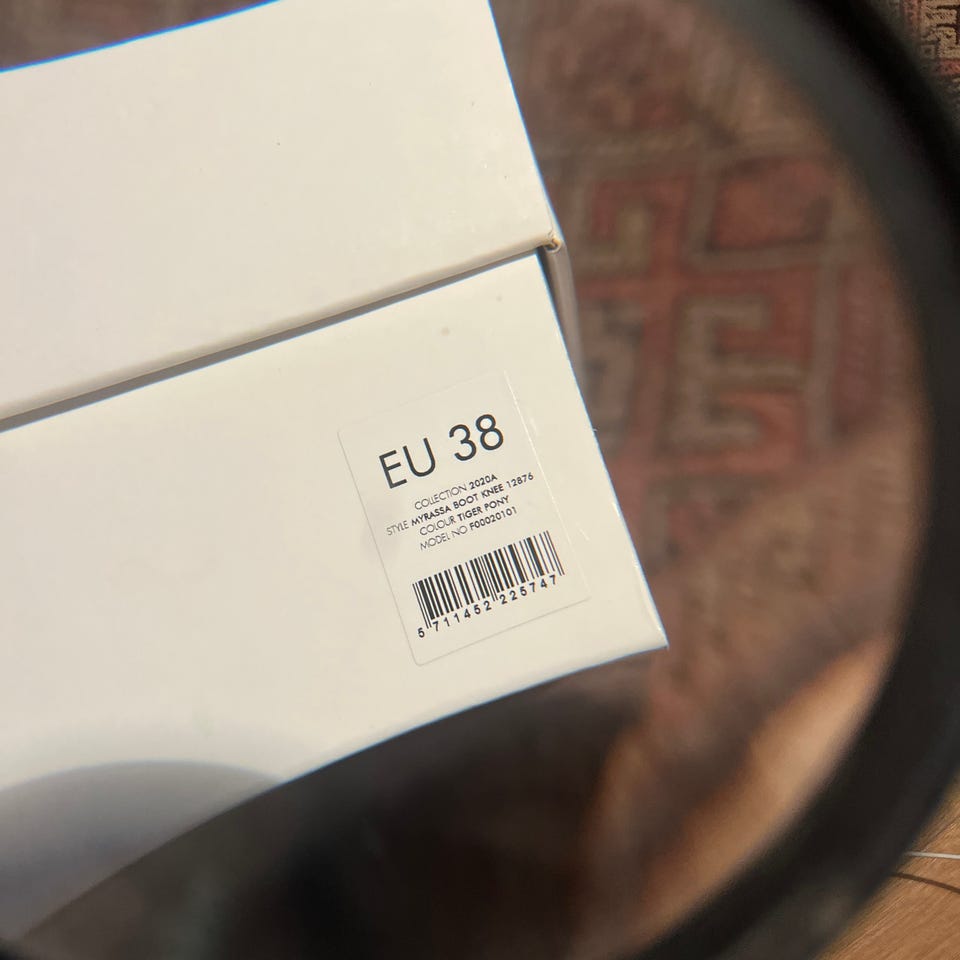 EU 38
COLLECTION 2020A
STYLE MYRASSA BOOT KNEE 12876
COLOUR TIGER PONY
MODEL NO F00020101
5 711452 225747